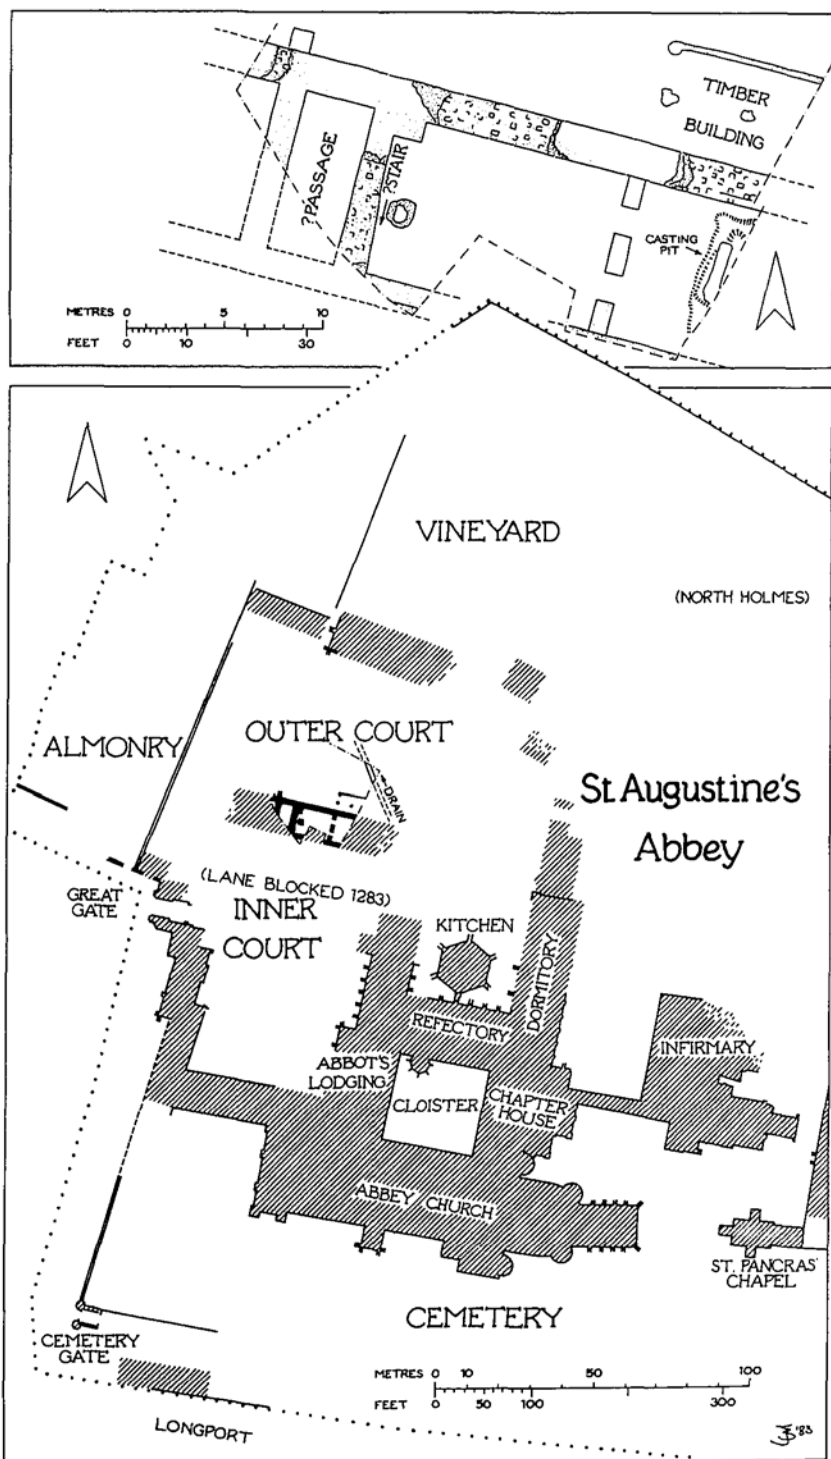 TIMBER
BUILDING
?PASSAGE
?STAIR
CASTING
PIT
METRES 0 5 10
FEET 0 10 30
VINEYARD
(NORTH HOLMES)
ALMONRY
OUTER COURT
DRAIN
St. Augustine's
Abbey
(LANE BLOCKED 1283)
GREAT
GATE
INNER
COURT
KITCHEN
DORMITORY
REFECTORY
INFIRMARY
ABBOT'S
LODGING
CLOISTER
CHAPTER
HOUSE
ABBEY CHURCH
ST. PANCRAS'
CHAPEL
CEMETERY
CEMETERY
GATE
METRES 0 10 50 100
FEET 0 50 100 300
LONGPORT
'83